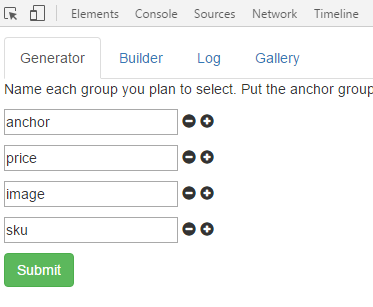 Elements Console Sources Network Timeline
Generator Builder Log Gallery
Name each group you plan to select. Put the anchor group
anchor
price
image
sku
Submit